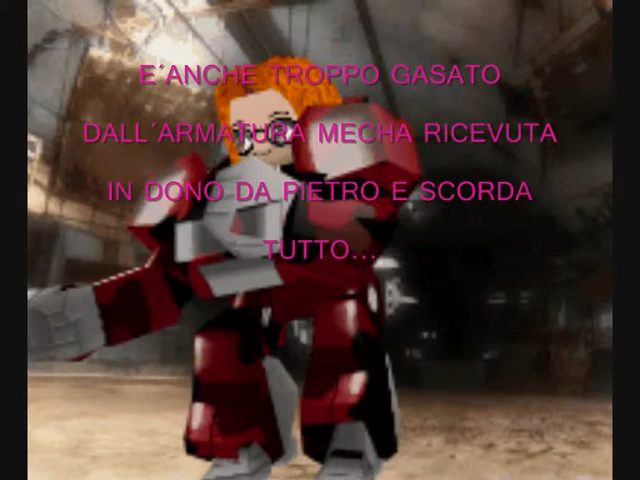 E´ANCHE TROPPO GASATO
DALL´ARMATURA MECHA RICEVUTA
IN DONO DA PIETRO E SCORDA
TUTTO...